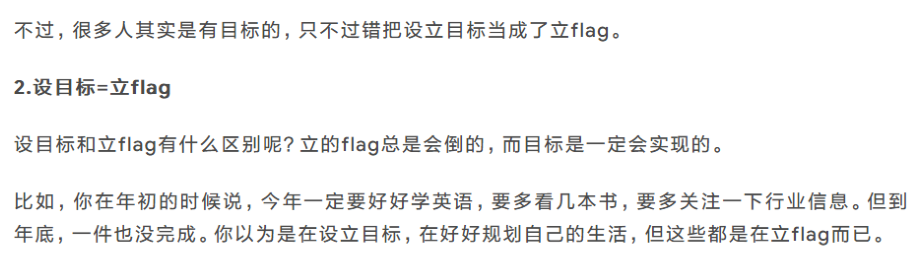 不过，很多人其实是有目标的，只不过错把设立目标当成了立flag。
2.设目标=立flag
设目标和立flag有什么区别呢？立的flag总是会倒的，而目标是一定会实现的。
比如，你在年初的时候说，今年一定要好好学英语，要多看几本书，要多关注一下行业信息。但到
年底，一件也没完成。你以为是在设立目标，在好好规划自己的生活，但这些都是在立flag而已。